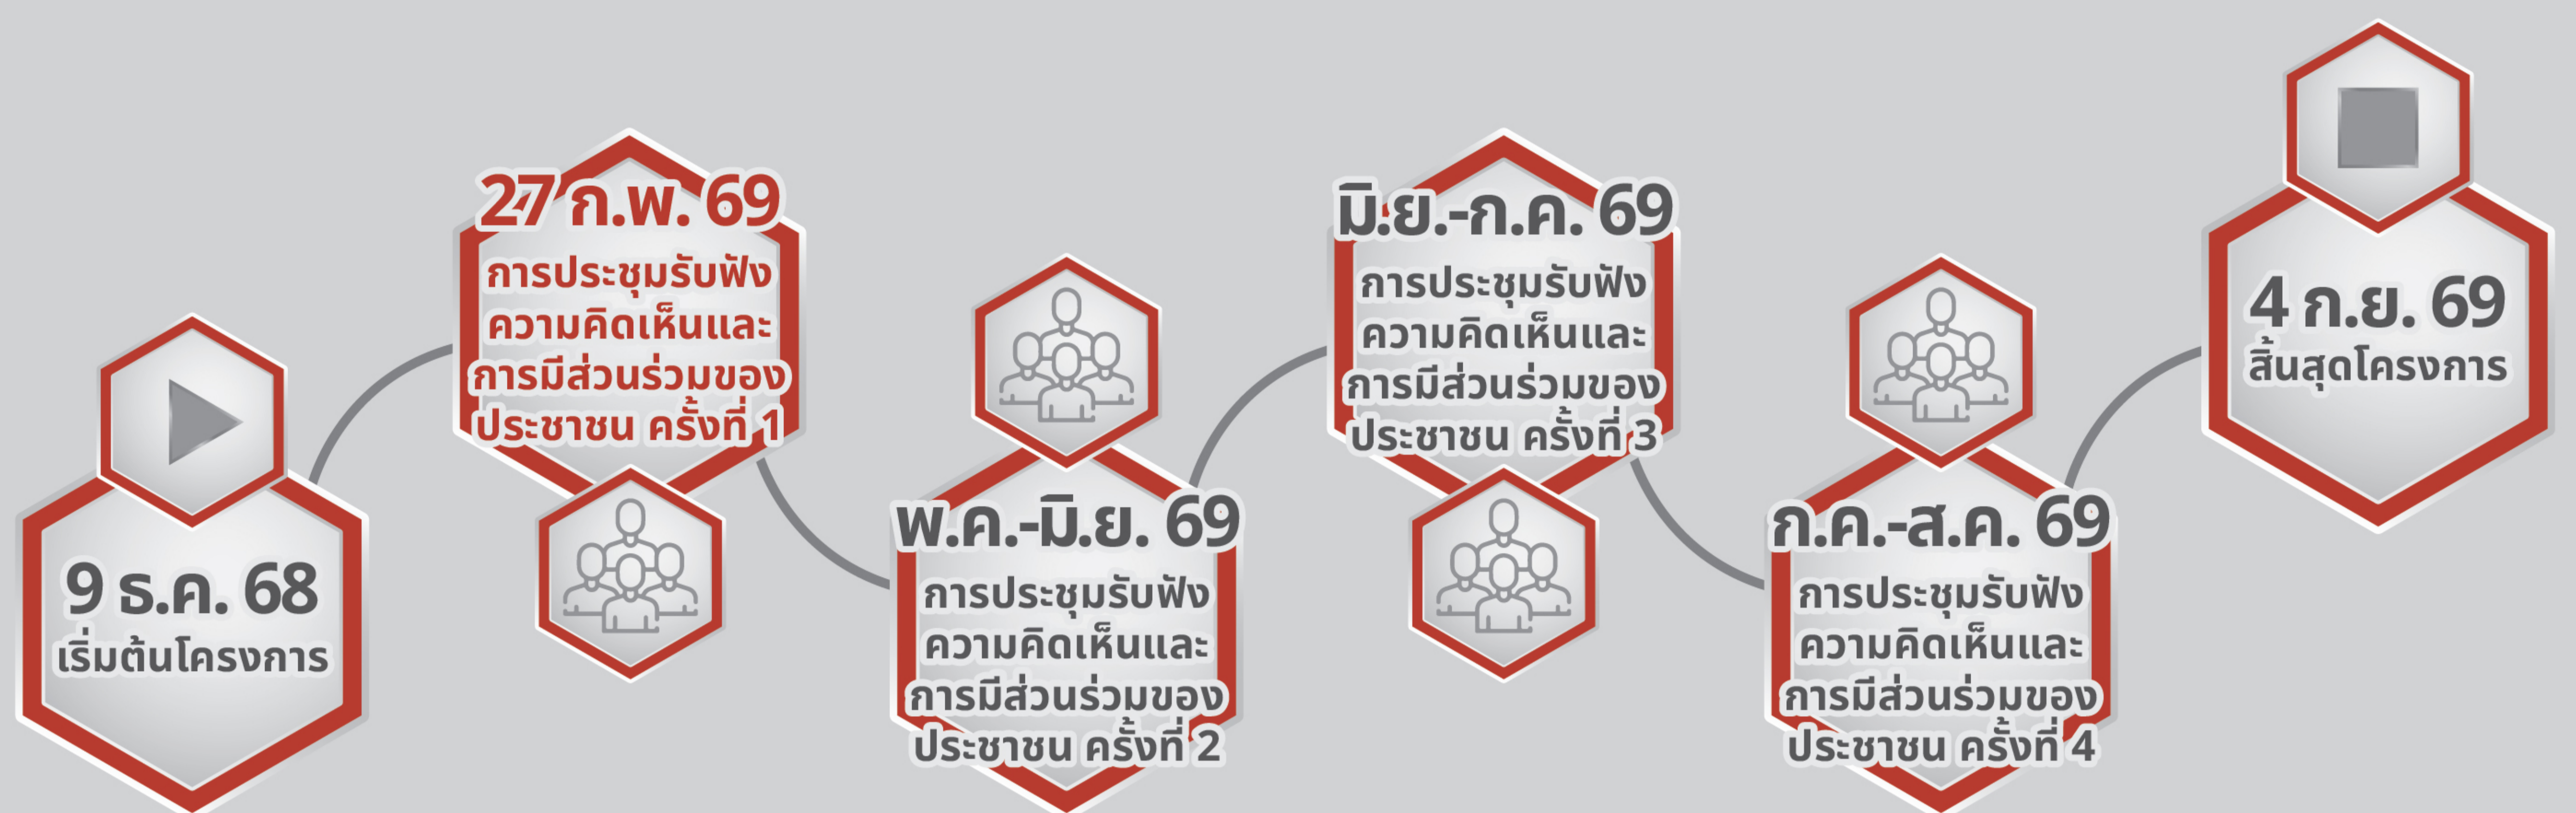 9 ธ.ค. 68
เริ่มต้นโครงการ
27 ก.พ. 69
การประชุมรับฟัง
ความคิดเห็นและ
การมีส่วนร่วมของ
ประชาชน ครั้งที่ 1
พ.ค.-มิ.ย. 69
การประชุมรับฟัง
ความคิดเห็นและ
การมีส่วนร่วมของ
ประชาชน ครั้งที่ 2
มิ.ย.-ก.ค. 69
การประชุมรับฟัง
ความคิดเห็นและ
การมีส่วนร่วมของ
ประชาชน ครั้งที่ 3
ก.ค.-ส.ค. 69
การประชุมรับฟัง
ความคิดเห็นและ
การมีส่วนร่วมของ
ประชาชน ครั้งที่ 4
4 ก.ย. 69
สิ้นสุดโครงการ